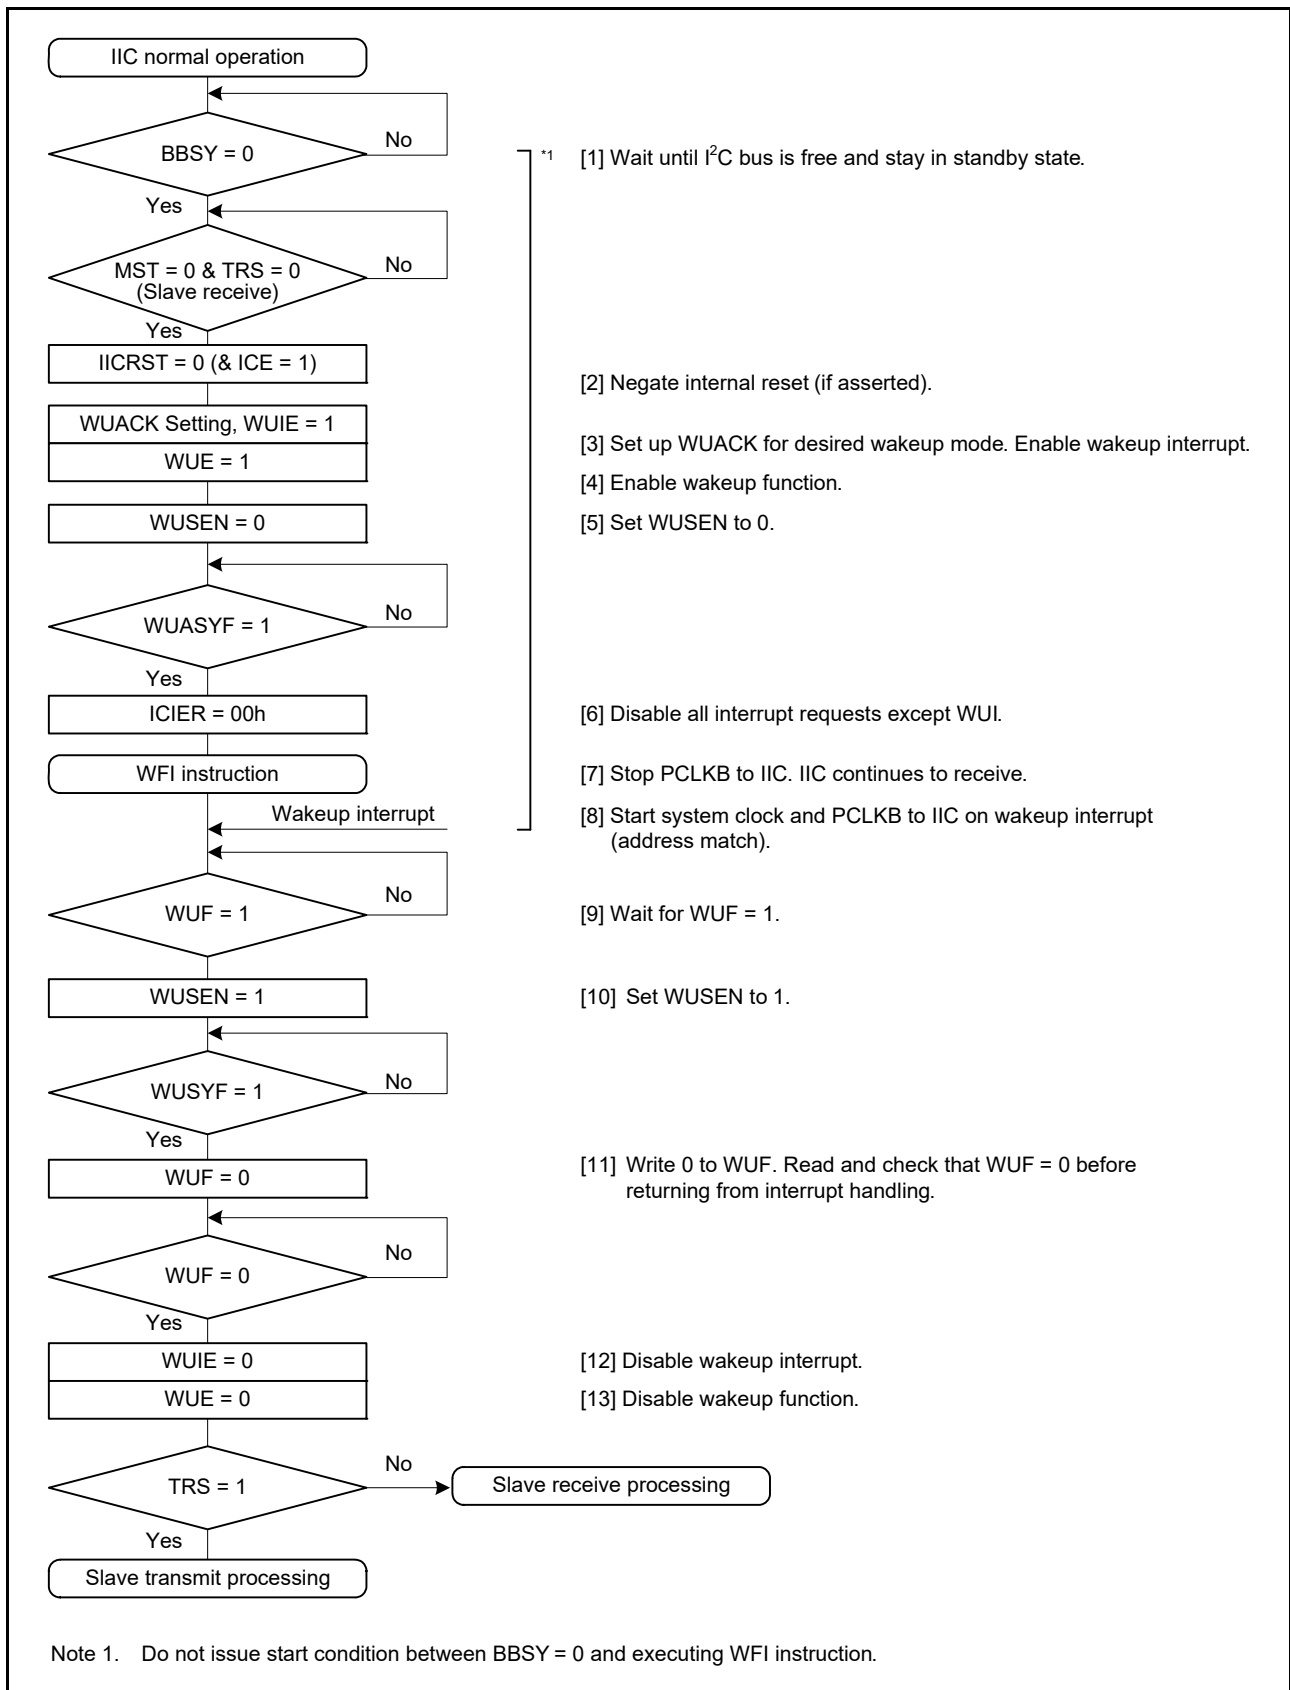 IIC normal operation
BBSY = 0
No
*1
[1] Wait until I²C bus is free and stay in standby state.
Yes
MST = 0 & TRS = 0
(Slave receive)
No
Yes
IICRST = 0 (& ICE = 1)
[2] Negate internal reset (if asserted).
WUACK Setting, WUIE = 1
[3] Set up WUACK for desired wakeup mode. Enable wakeup interrupt.
WUE = 1
[4] Enable wakeup function.
WUSEN = 0
[5] Set WUSEN to 0.
WUASYF = 1
No
Yes
ICIER = 00h
[6] Disable all interrupt requests except WUI.
WFI instruction
[7] Stop PCLKB to IIC. IIC continues to receive.
Wakeup interrupt
[8] Start system clock and PCLKB to IIC on wakeup interrupt
(address match).
No
WUF = 1
[9] Wait for WUF = 1.
WUSEN = 1
[10] Set WUSEN to 1.
WUSYF = 1
No
Yes
WUF = 0
[11] Write 0 to WUF. Read and check that WUF = 0 before
returning from interrupt handling.
No
WUF = 0
Yes
WUIE = 0
[12] Disable wakeup interrupt.
WUE = 0
[13] Disable wakeup function.
TRS = 1
No
Slave receive processing
Yes
Slave transmit processing
Note 1. Do not issue start condition between BBSY = 0 and executing WFI instruction.